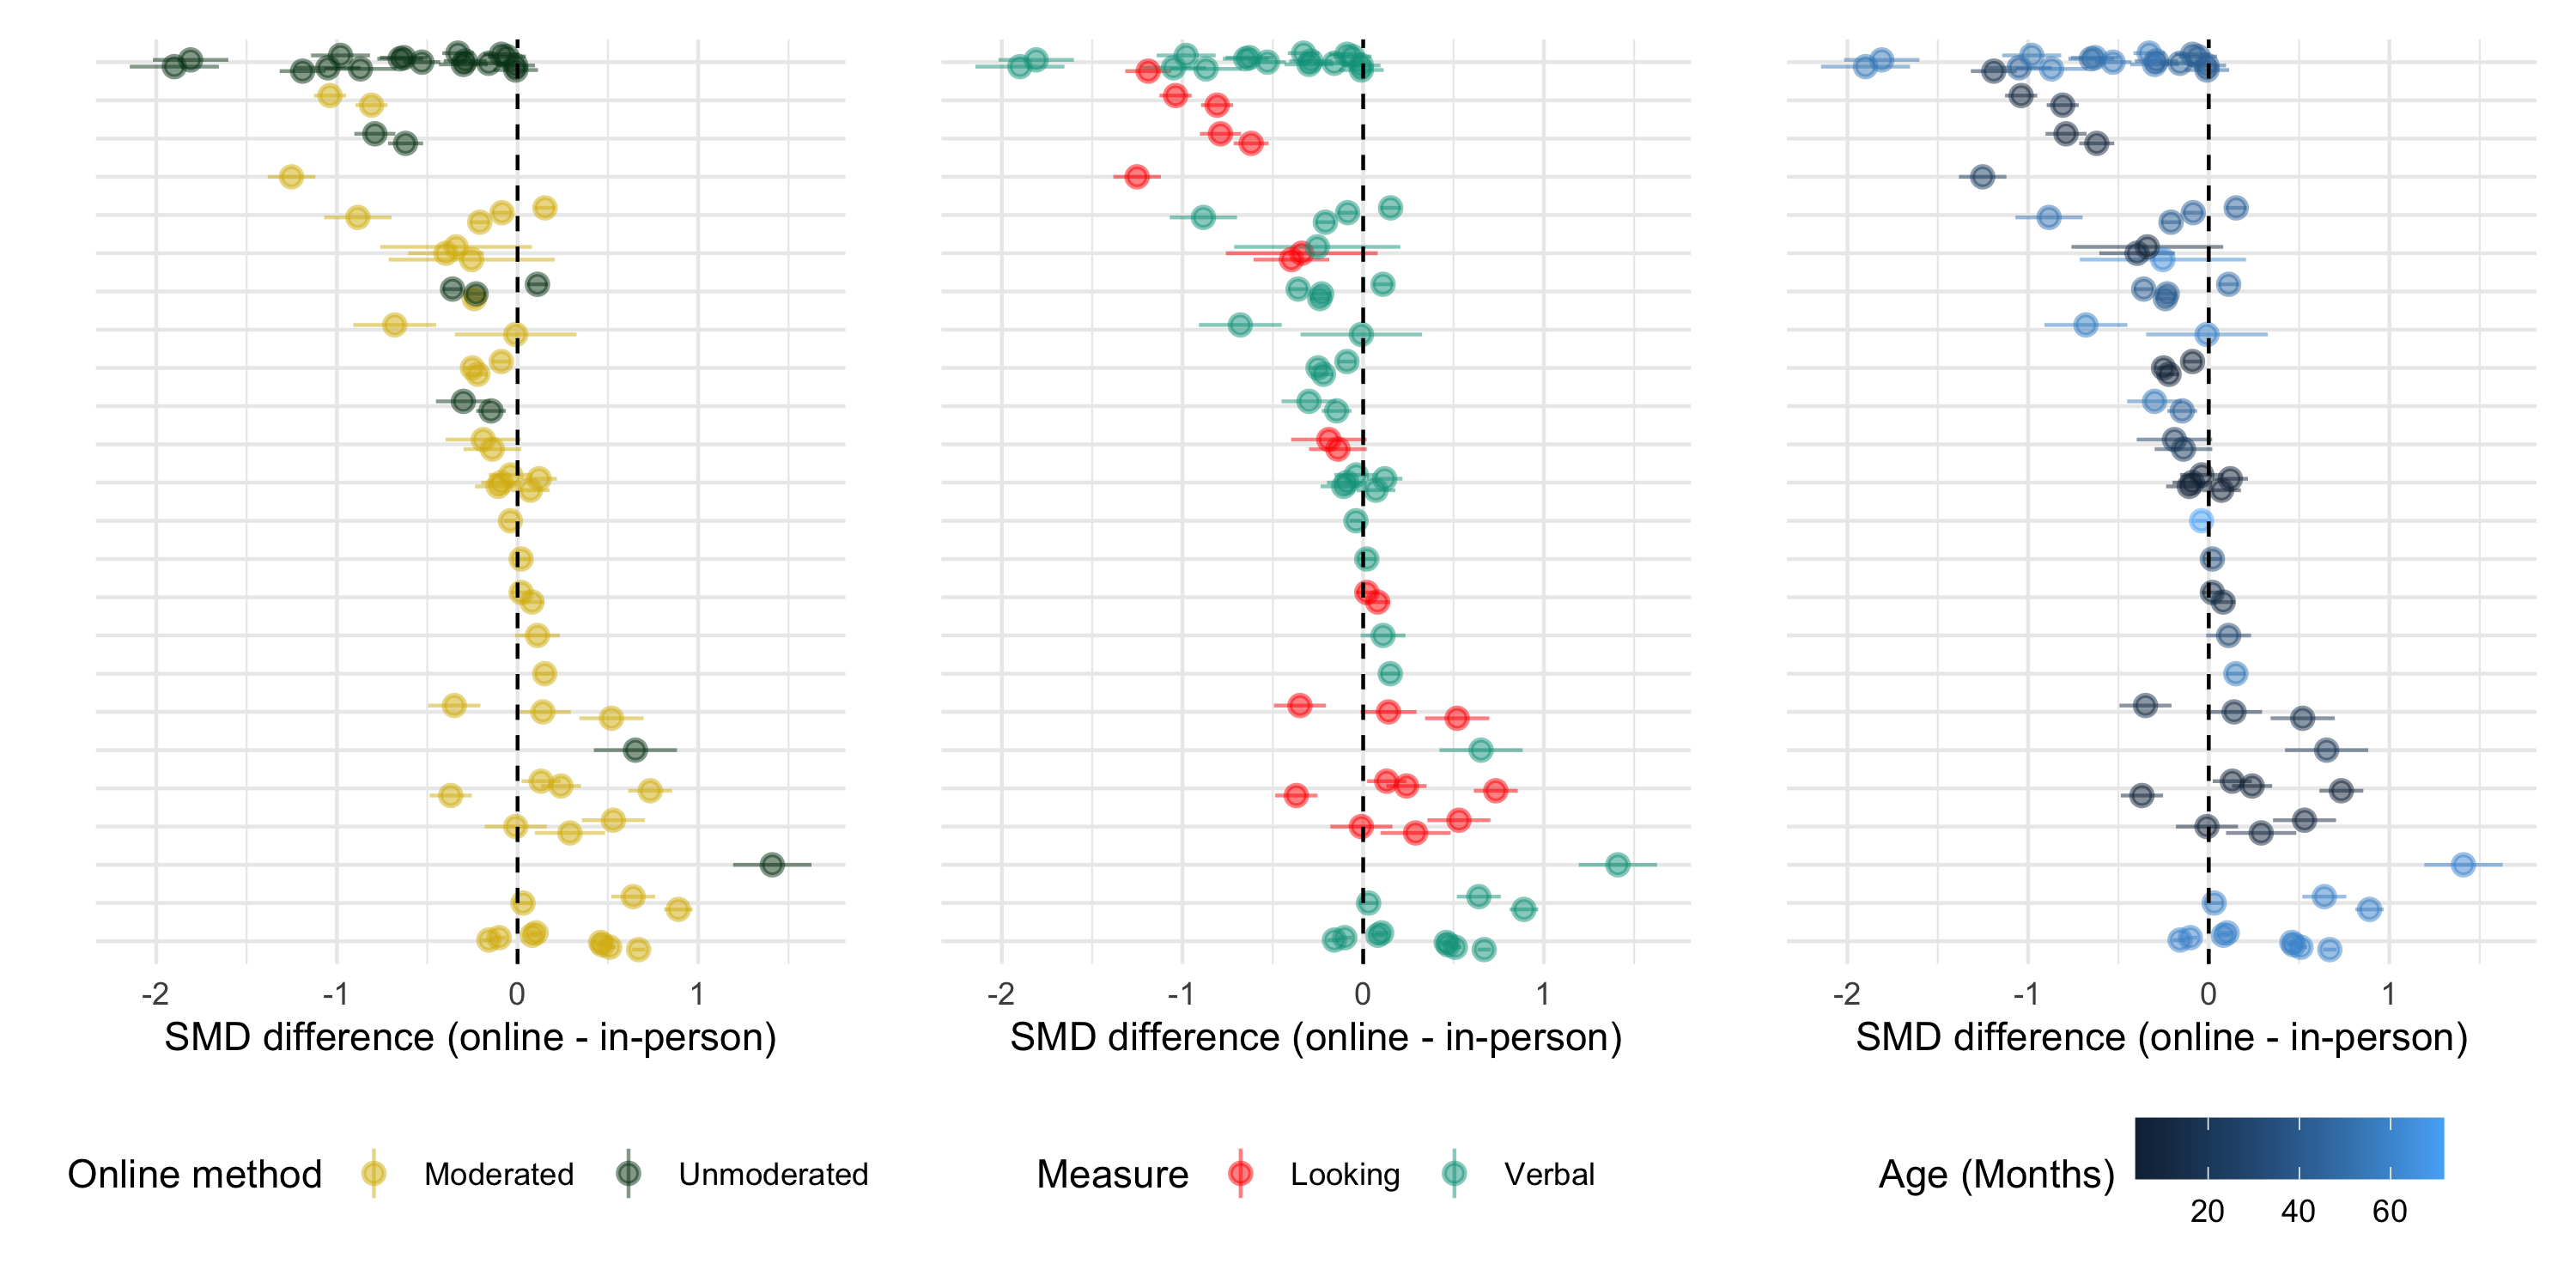 -2 -1 0 1 -2 -1 0 1 -2 -1 0 1
SMD difference (online - in-person) SMD difference (online - in-person) SMD difference (online - in-person)
Online method Moderated Unmoderated Measure Looking Verbal Age (Months)
20 40 60